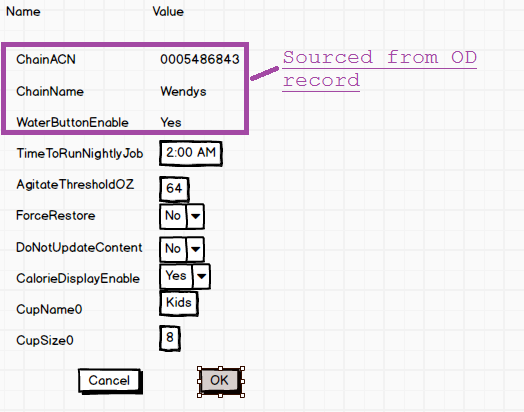 Name Value
ChainACN 0005486843
Sourced from OD
record
ChainName Wendys
WaterButtonEnable Yes
TimeToRunNightlyJob 2:00 AM
AgitateThresholdOZ 64
ForceRestore No
DoNotUpdateContent No
CalorieDisplayEnable Yes
CupName0 Kids
CupSize0 8
Cancel OK